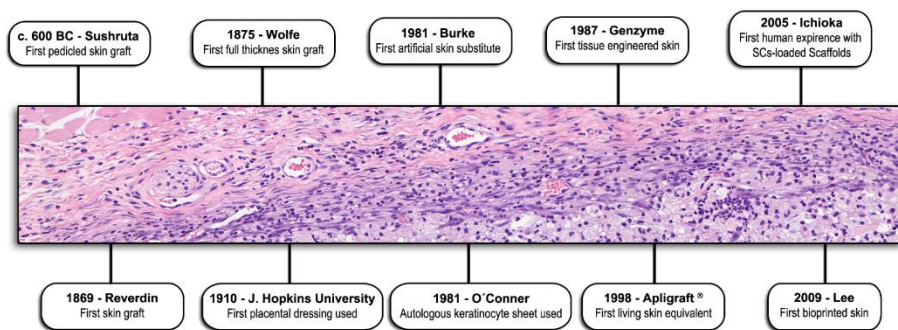 c. 600 BC - Sushruta
First pedicled skin graft
1875 - Wolfe
First full thicknes skin graft
1981 - Burke
First artificial skin substitute
1987 - Genzyme
First tissue engineered skin
2005 - Ichioka
First human expirence with
SCs-loaded Scaffolds
1869 - Reverdin
First skin graft
1910 - J. Hopkins University
First placental dressing used
1981 - O´Conner
Autologous keratinocyte sheet used
1998 - Apligraft ®
First living skin equivalent
2009 - Lee
First bioprinted skin